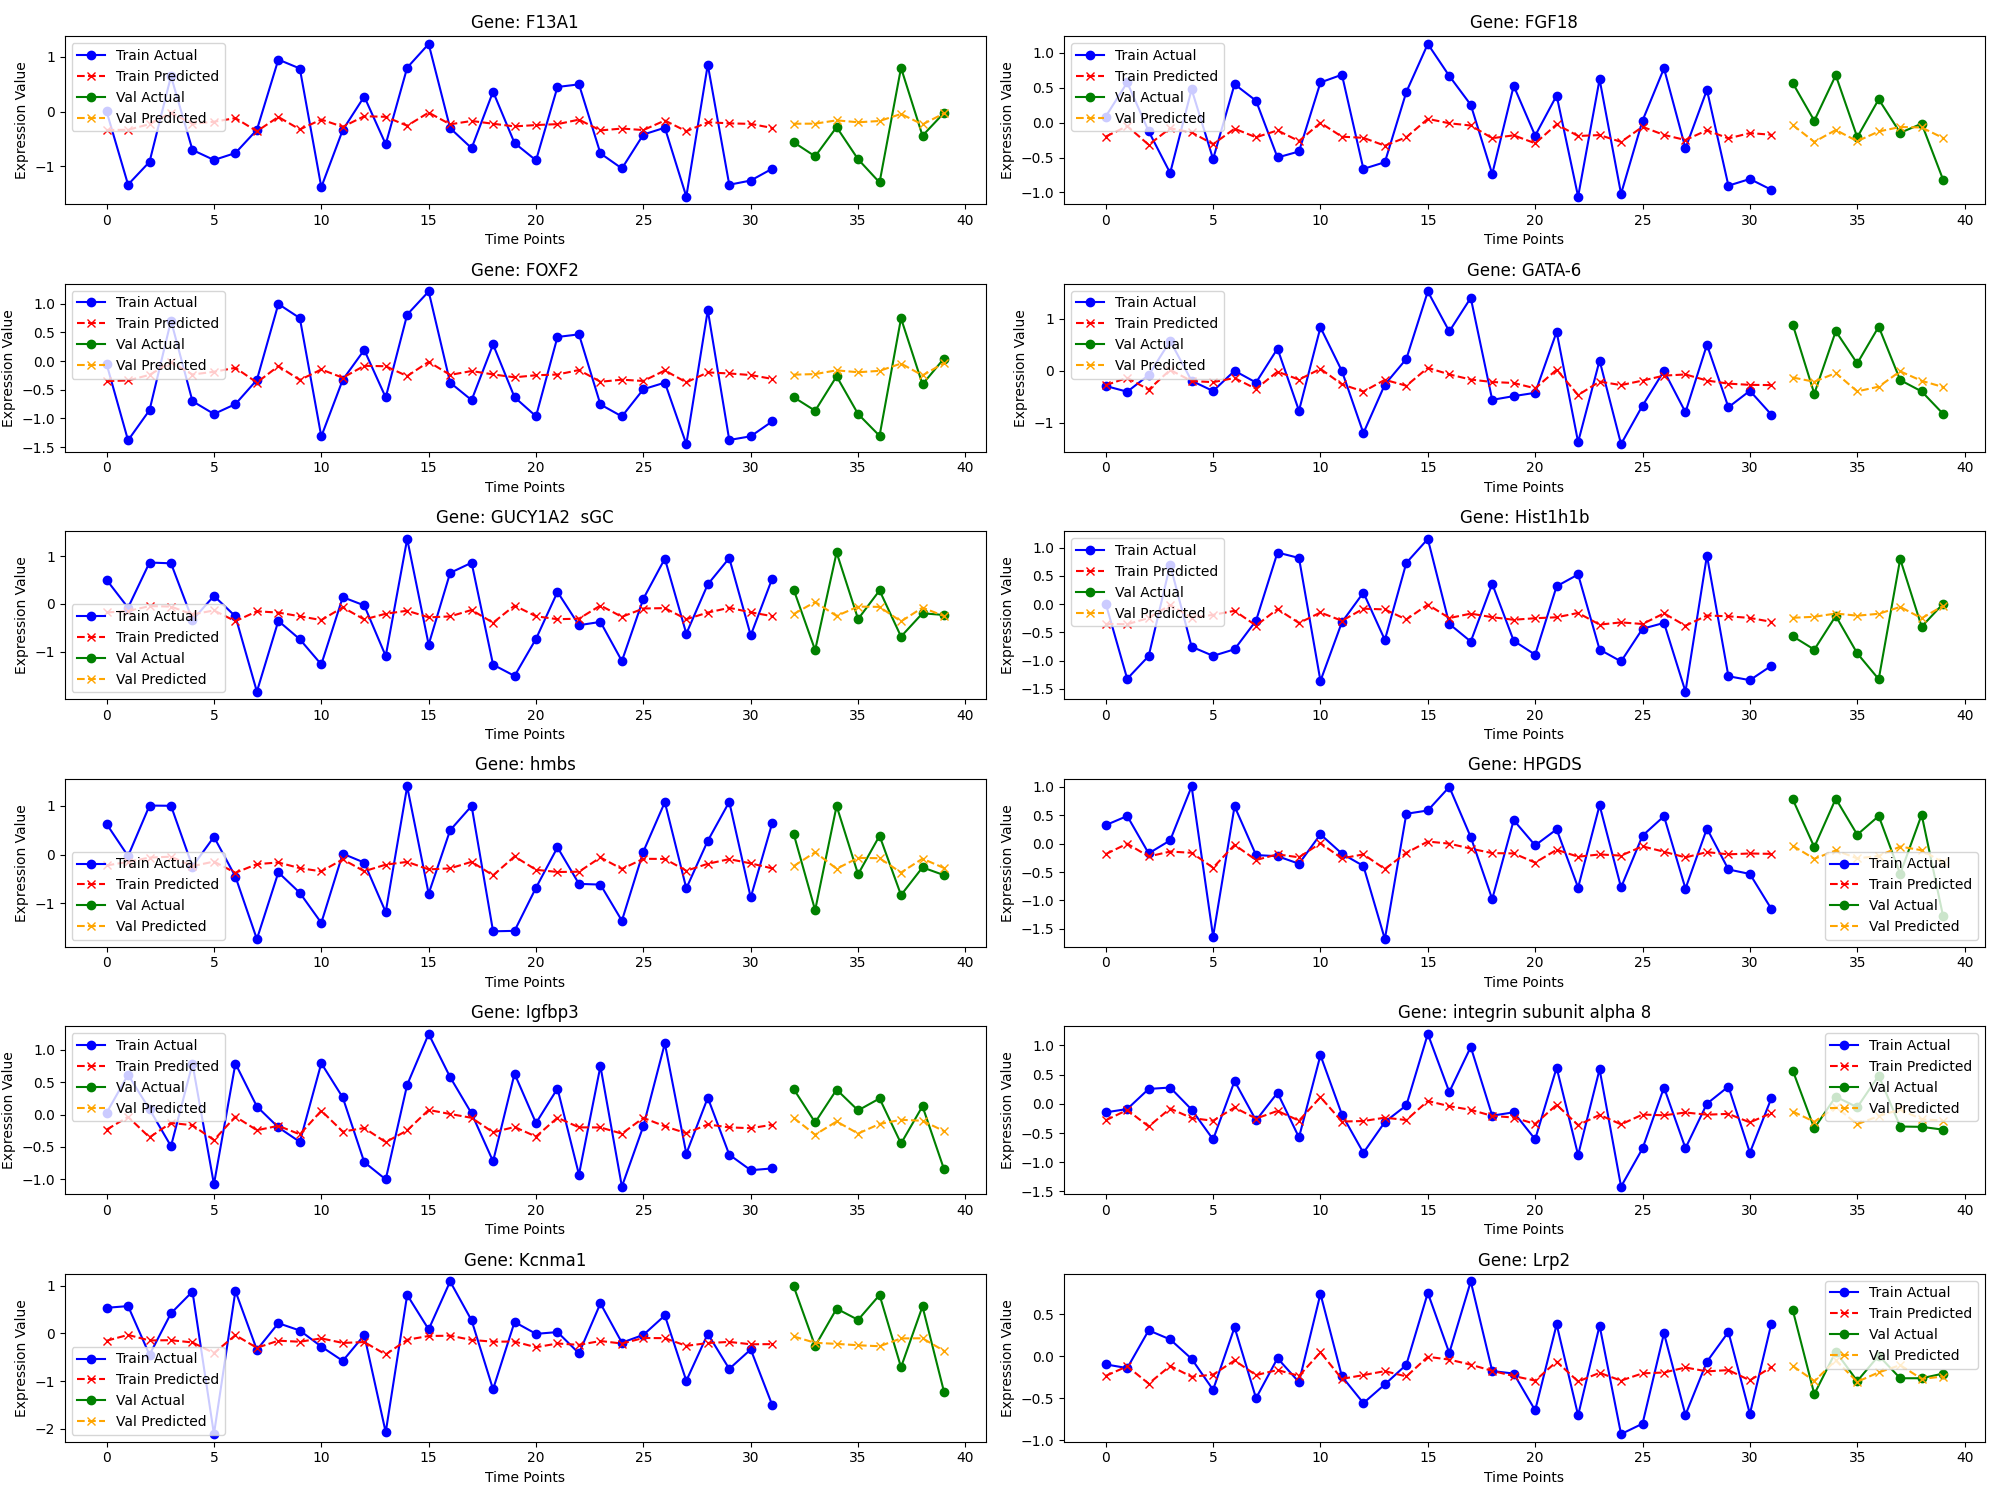 Gene: F13A1
Expression Value
1
0
−1
Train Actual
Train Predicted
Val Actual
Val Predicted
0 5 10 15 20 25 30 35 40
Time Points
Gene: FGF18
Expression Value
1.0
0.5
0.0
−0.5
−1.0
Train Actual
Train Predicted
Val Actual
Val Predicted
0 5 10 15 20 25 30 35 40
Time Points
Gene: FOXF2
Expression Value
1.0
0.5
0.0
−0.5
−1.0
−1.5
Train Actual
Train Predicted
Val Actual
Val Predicted
0 5 10 15 20 25 30 35 40
Time Points
Gene: GATA-6
Expression Value
1
0
−1
Train Actual
Train Predicted
Val Actual
Val Predicted
0 5 10 15 20 25 30 35 40
Time Points
Gene: GUCY1A2  sGC
Expression Value
1
0
−1
Train Actual
Train Predicted
Val Actual
Val Predicted
0 5 10 15 20 25 30 35 40
Time Points
Gene: Hist1h1b
Expression Value
1.0
0.5
0.0
−0.5
−1.0
−1.5
Train Actual
Train Predicted
Val Actual
Val Predicted
0 5 10 15 20 25 30 35 40
Time Points
Gene: hmbs
Expression Value
1
0
−1
Train Actual
Train Predicted
Val Actual
Val Predicted
0 5 10 15 20 25 30 35 40
Time Points
Gene: HPGDS
Expression Value
1.0
0.5
0.0
−0.5
−1.0
−1.5
Train Actual
Train Predicted
Val Actual
Val Predicted
0 5 10 15 20 25 30 35 40
Time Points
Gene: Igfbp3
Expression Value
1.0
0.5
0.0
−0.5
−1.0
Train Actual
Train Predicted
Val Actual
Val Predicted
0 5 10 15 20 25 30 35 40
Time Points
Gene: integrin subunit alpha 8
Expression Value
1.0
0.5
0.0
−0.5
−1.0
−1.5
Train Actual
Train Predicted
Val Actual
Val Predicted
0 5 10 15 20 25 30 35 40
Time Points
Gene: Kcnma1
Expression Value
1
0
−1
−2
Train Actual
Train Predicted
Val Actual
Val Predicted
0 5 10 15 20 25 30 35 40
Time Points
Gene: Lrp2
Expression Value
0.5
0.0
−0.5
−1.0
Train Actual
Train Predicted
Val Actual
Val Predicted
0 5 10 15 20 25 30 35 40
Time Points